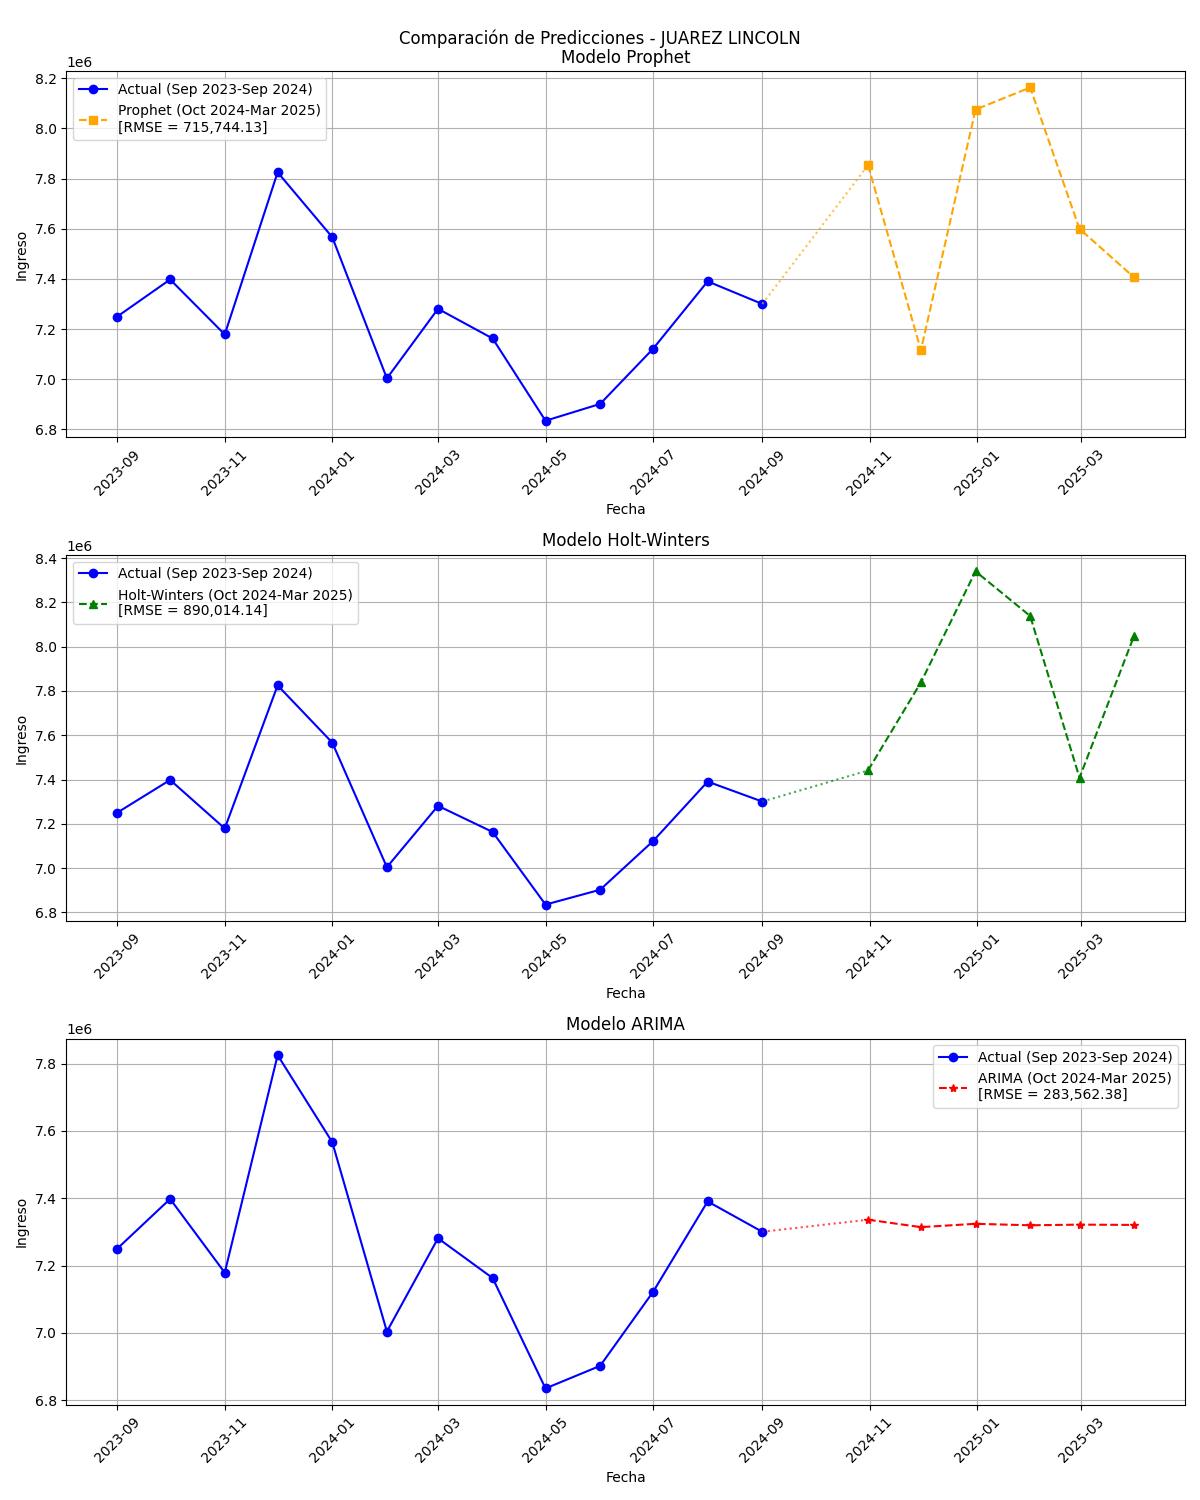 Comparación de Predicciones - JUAREZ LINCOLN
Modelo Prophet
1e6
8.2
8.0
7.8
7.6
7.4
7.2
7.0
6.8
Ingreso
Actual (Sep 2023-Sep 2024)
Prophet (Oct 2024-Mar 2025)
[RMSE = 715,744.13]
2023-09
2023-11
2024-01
2024-03
2024-05
2024-07
2024-09
2024-11
2025-01
2025-03
Fecha
Modelo Holt-Winters
1e6
8.4
8.2
8.0
7.8
7.6
7.4
7.2
7.0
6.8
Ingreso
Actual (Sep 2023-Sep 2024)
Holt-Winters (Oct 2024-Mar 2025)
[RMSE = 890,014.14]
2023-09
2023-11
2024-01
2024-03
2024-05
2024-07
2024-09
2024-11
2025-01
2025-03
Fecha
Modelo ARIMA
1e6
7.8
7.6
7.4
7.2
7.0
6.8
Ingreso
Actual (Sep 2023-Sep 2024)
ARIMA (Oct 2024-Mar 2025)
[RMSE = 283,562.38]
2023-09
2023-11
2024-01
2024-03
2024-05
2024-07
2024-09
2024-11
2025-01
2025-03
Fecha